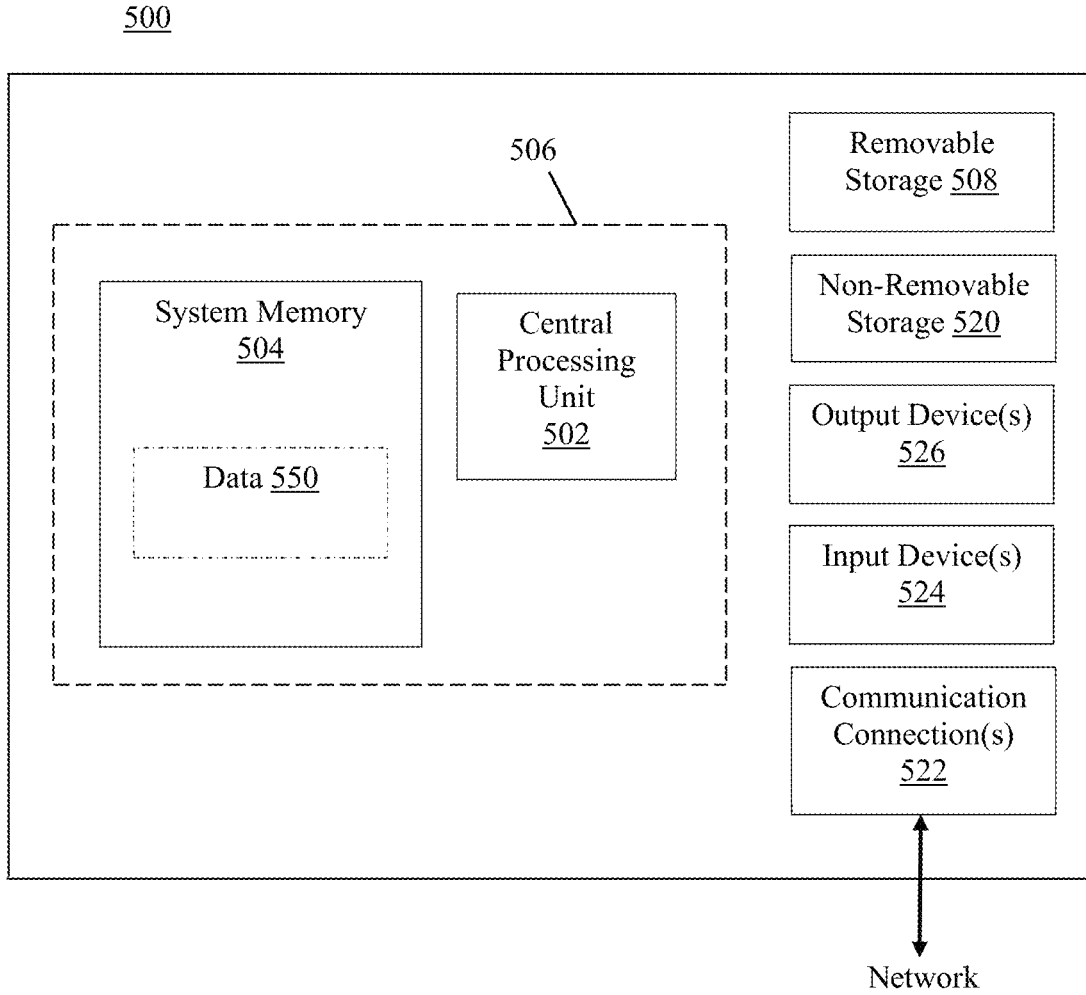 500
506
System Memory
504
Data 550
Central
Processing
Unit
502
Removable
Storage 508
Non-Removable
Storage 520
Output Device(s)
526
Input Device(s)
524
Communication
Connection(s)
522
Network